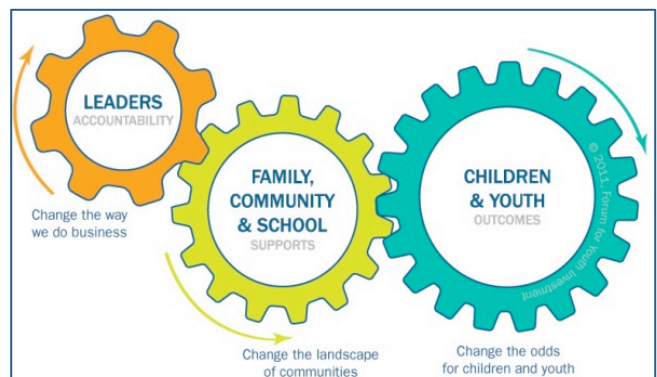 LEADERS
ACCOUNTABILITY
Change the way
we do business
FAMILY,
COMMUNITY
& SCHOOL
SUPPORTS
Change the landscape
of communities
CHILDREN
& YOUTH
OUTCOMES
© 2011, Forum for Youth Investment
Change the odds
for children and youth